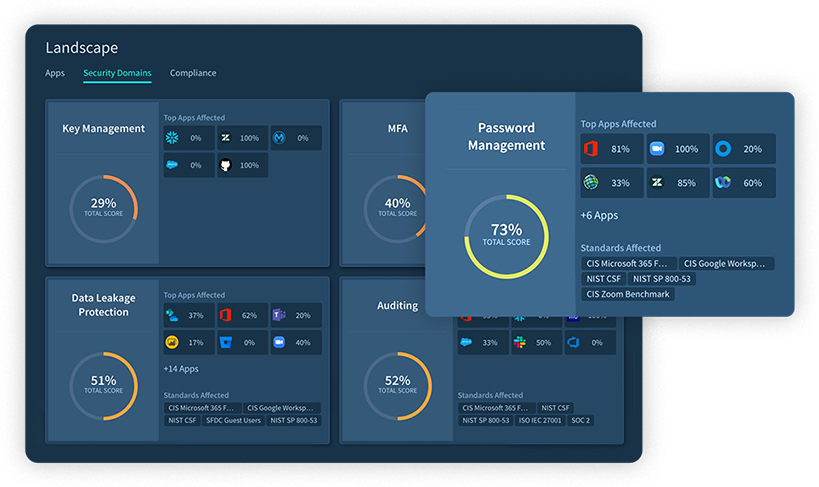 Landscape
Apps
Security Domains
Compliance
Key Management
29%
TOTAL SCORE
Top Apps Affected
0%
100%
0%
0%
100%
MFA
40%
TOTAL SCORE
Password
Management
73%
TOTAL SCORE
Top Apps Affected
81%
100%
20%
33%
85%
60%
+6 Apps
Standards Affected
CIS Microsoft 365 F...
CIS Google Worksp...
NIST CSF
NIST SP 800-53
CIS Zoom Benchmark
Data Leakage
Protection
51%
TOTAL SCORE
Top Apps Affected
37%
62%
20%
17%
0%
40%
+14 Apps
Standards Affected
CIS Microsoft 365 F...
CIS Google Worksp...
NIST CSF
SFDC Guest Users
NIST SP 800-53
Auditing
52%
TOTAL SCORE
33%
50%
0%
Standards Affected
CIS Microsoft 365 F...
NIST CSF
NIST SP 800-53
ISO IEC 27001
SOC 2